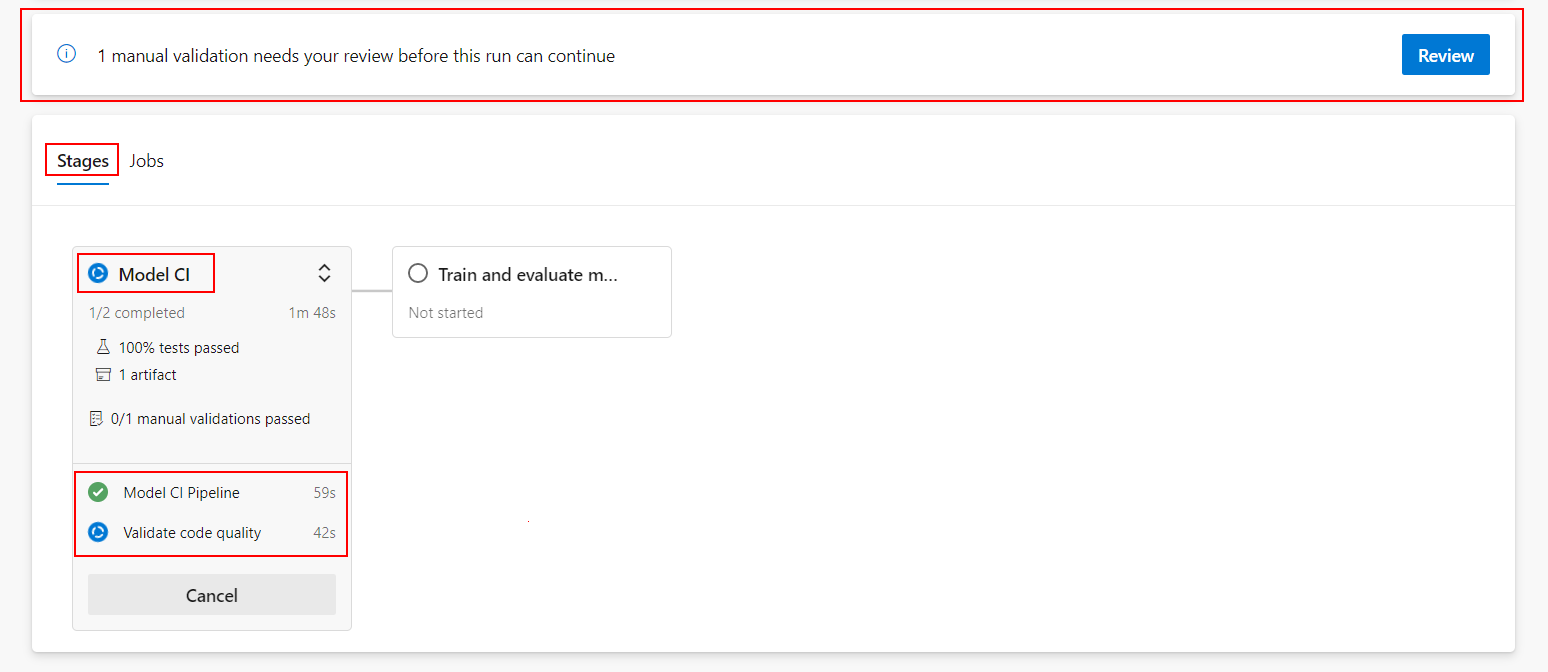 1 manual validation needs your review before this run can continue
Review
Stages Jobs
Model CI
1/2 completed 1m 48s
100% tests passed
1 artifact
0/1 manual validations passed
Model CI Pipeline 59s
Validate code quality 42s
Cancel
Train and evaluate m...
Not started